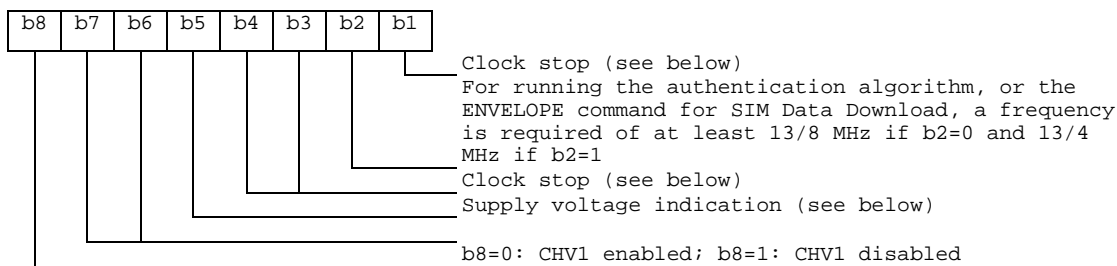 b8 b7 b6 b5 b4 b3 b2 b1
Clock stop (see below)
For running the authentication algorithm, or the
ENVELOPE command for SIM Data Download, a frequency
is required of at least 13/8 MHz if b2=0 and 13/4
MHz if b2=1
Clock stop (see below)
Supply voltage indication (see below)
b8=0: CHV1 enabled; b8=1: CHV1 disabled